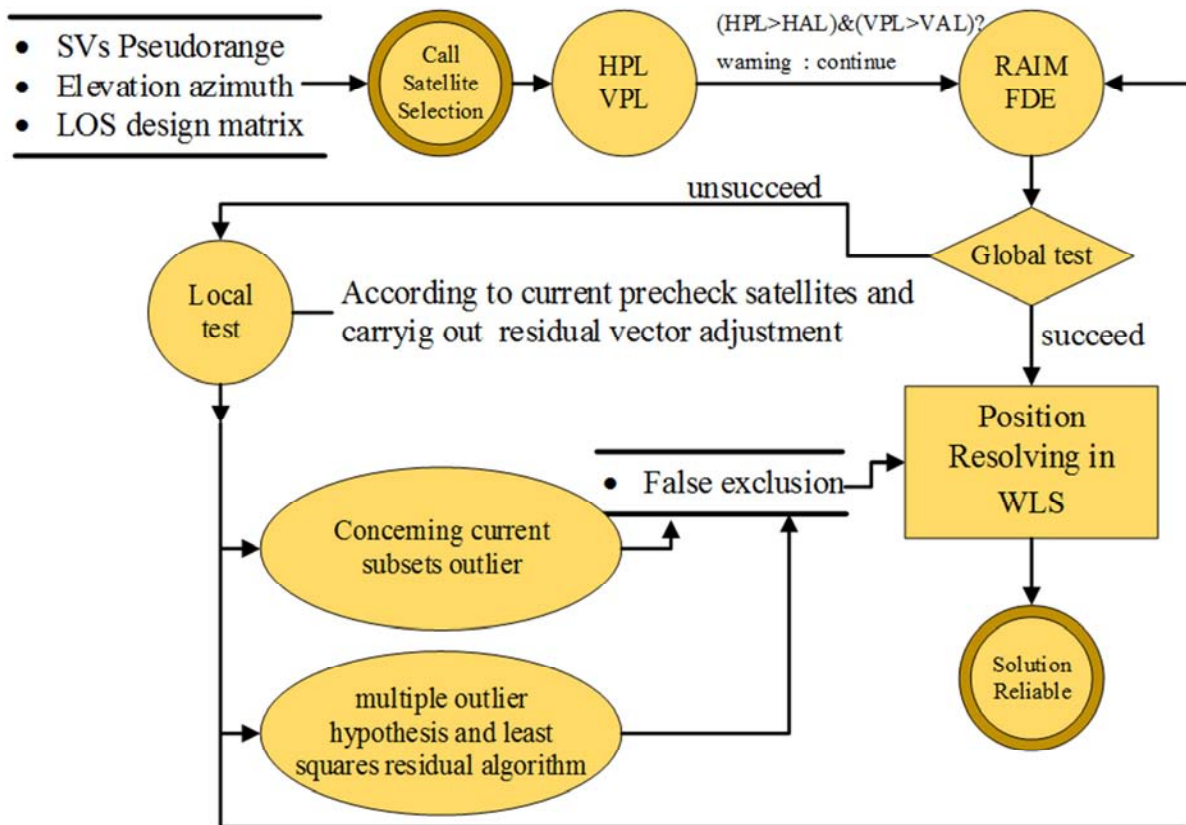 • SVs Pseudorange
• Elevation azimuth
• LOS design matrix
Call
Satellite
Selection
HPL
VPL
(HPL>HAL)&(VPL>VAL)?
warning : continue
RAIM
FDE
unsucceed
Global test
succeed
Local
test
According to current precheck satellites and
carryig out residual vector adjustment
Position
Resolving in
WLS
• False exclusion
Concerning current
subsets outlier
multiple outlier
hypothesis and least
squares residual algorithm
Solution
Reliable